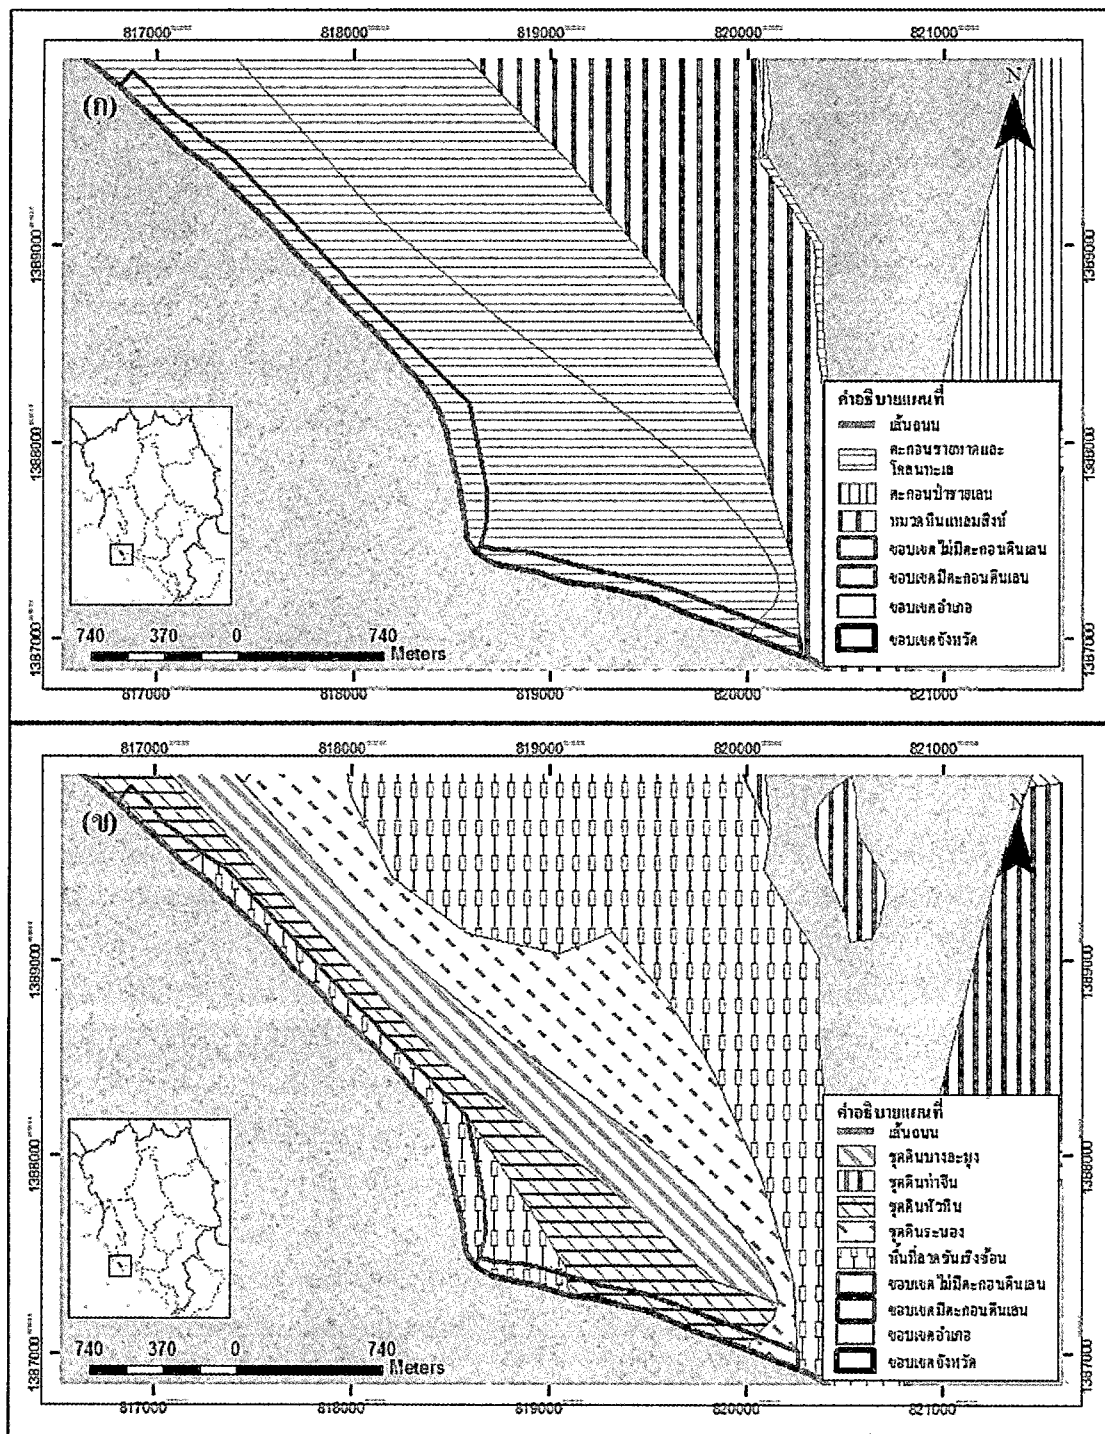 817000 818000 819000 820000 821000
(ก)
N
1389000
1389000
1388000
1388000
1387000
1387000
คำอธิบายแผนที่
เส้นถนน
ตะกอนชายหาดและ
โคลนทะเล
ตะกอนป่าชายเลน
หมวดหินแหลมสิงห์
ขอบเขตไม่มีตะกอนดินเลน
ขอบเขตมีตะกอนดินเลน
ขอบเขตอำเภอ
ขอบเขตจังหวัด
740 370 0 740
Meters
817000 818000 819000 820000 821000
817000 818000 819000 820000 821000
(ข)
N
1389000
1389000
1388000
1388000
1387000
1387000
คำอธิบายแผนที่
เส้นถนน
ชุดดินบางละมุง
ชุดดินท่าจีน
ชุดดินหัวหิน
ชุดดินระนอง
พื้นที่ลาดชันเชิงซ้อน
ขอบเขตไม่มีตะกอนดินเลน
ขอบเขตมีตะกอนดินเลน
ขอบเขตอำเภอ
ขอบเขตจังหวัด
740 370 0 740
Meters
817000 818000 819000 820000 821000